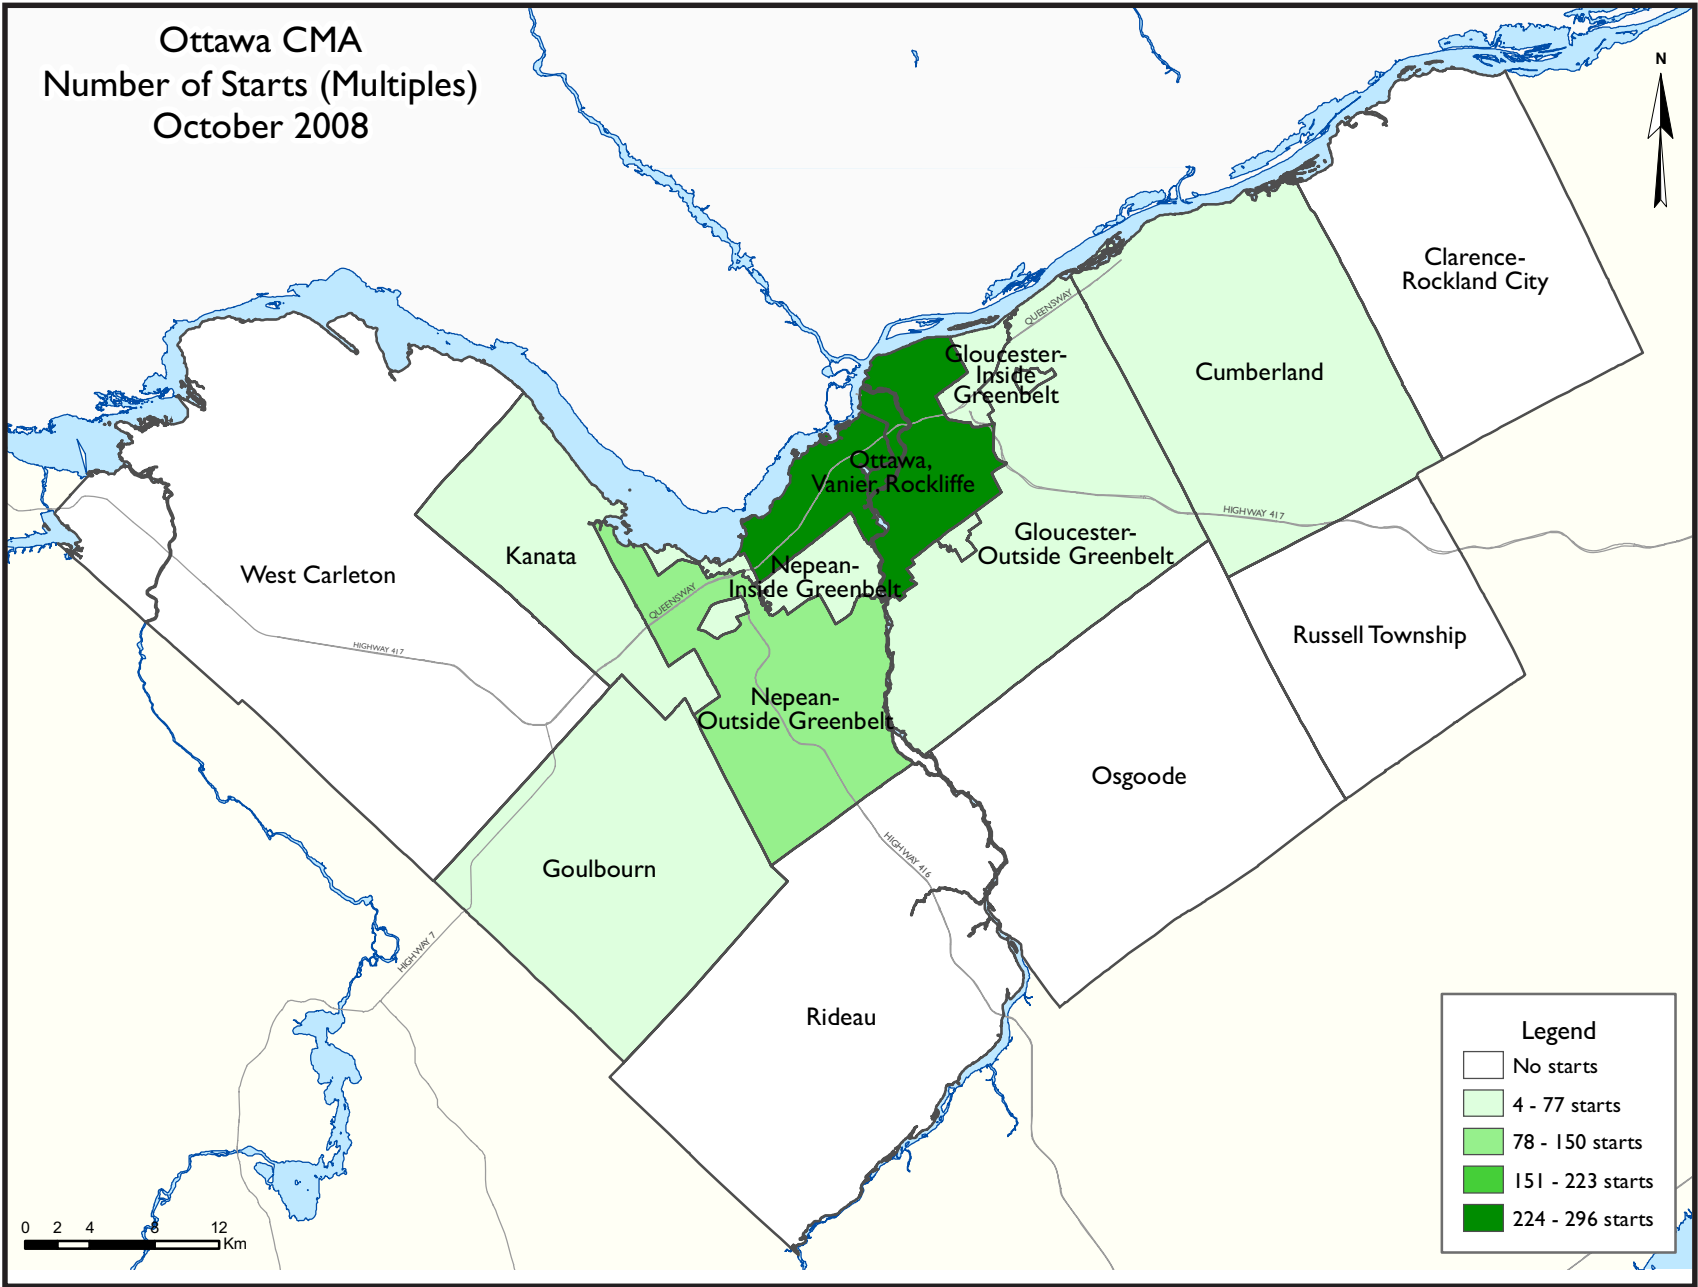 Ottawa CMA
Number of Starts (Multiples)
October 2008
N
Clarence-
Rockland City
QUEENSWAY
Gloucester-
Inside
Greenbelt
Cumberland
Ottawa,
Vanier, Rockliffe
HIGHWAY 417
Gloucester-
Outside Greenbelt
Kanata
West Carleton
Nepean-
Inside Greenbelt
QUEENSWAY
Russell Township
HIGHWAY 417
Nepean-
Outside Greenbelt
Osgoode
Goulbourn
HIGHWAY 416
HIGHWAY 7
Rideau
Legend
No starts
4 - 77 starts
78 - 150 starts
151 - 223 starts
224 - 296 starts
0 2 4 8 12
Km